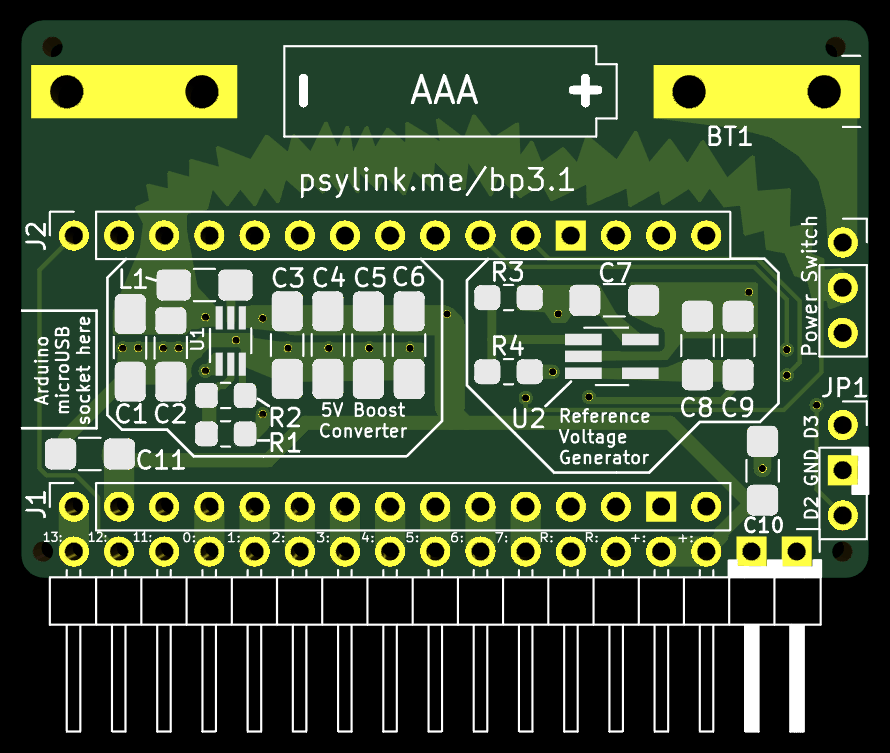 AAA
BT1
psylink.me/bp3.1
J2
Power Switch
L1
C3 C4 C5 C6
R3
C7
U1
Arduino
microUSB
socket here
R4
C1 C2
R2
R1
5V Boost
Converter
U2
Reference
Voltage
Generator
C8 C9
JP1
D3
GND
D2
C11
C10
J1
13: 12: 11: 0: 1: 2: 3: 4: 5: 6: 7: R: R: +: +: